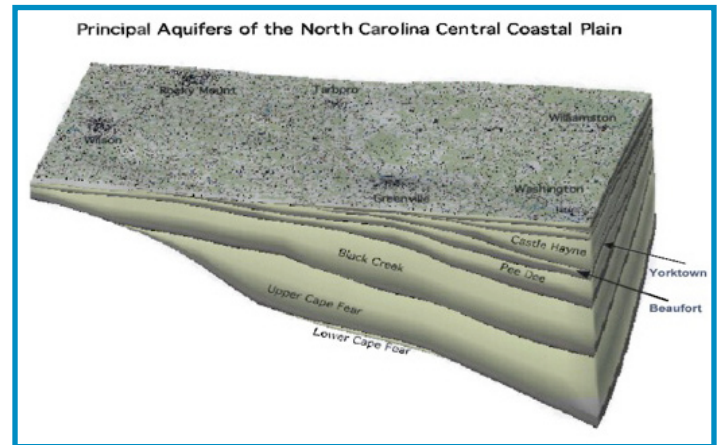 Principal Aquifers of the North Carolina Central Coastal Plain
Rocky Mount
Tarboro
Williamston
Wilson
Greenville
Washington
Castle Hayne
Black Creek
Pee Dee
Yorktown
Upper Cape Fear
Beaufort
Lower Cape Fear